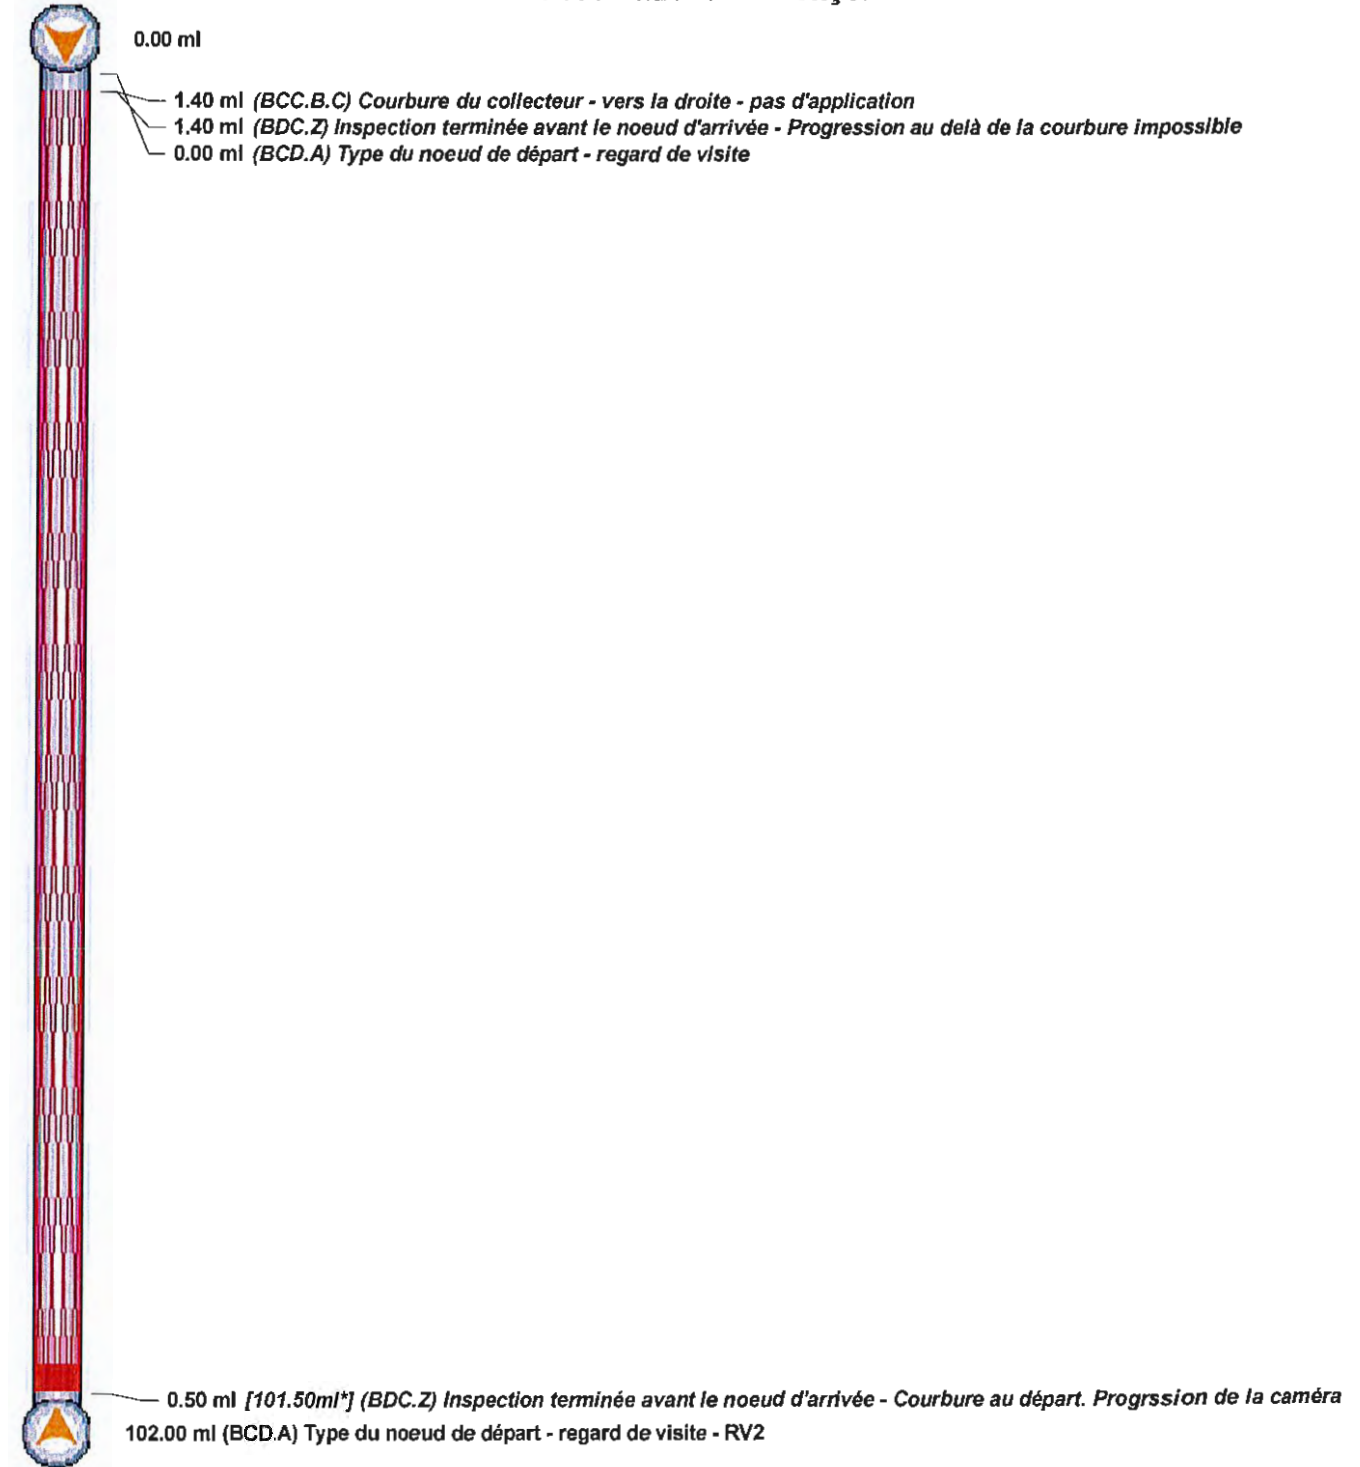 0.00 ml
1.40 ml (BCC.B.C) Courbure du collecteur - vers la droite - pas d'application
1.40 ml (BDC.Z) Inspection terminée avant le noeud d'arrivée - Progression au delà de la courbure impossible
0.00 ml (BCD.A) Type du noeud de départ - regard de visite
0.50 ml [101.50ml*] (BDC.Z) Inspection terminée avant le noeud d'arrivée - Courbure au départ. Progrssion de la caméra
102.00 ml (BCD.A) Type du noeud de départ - regard de visite - RV2